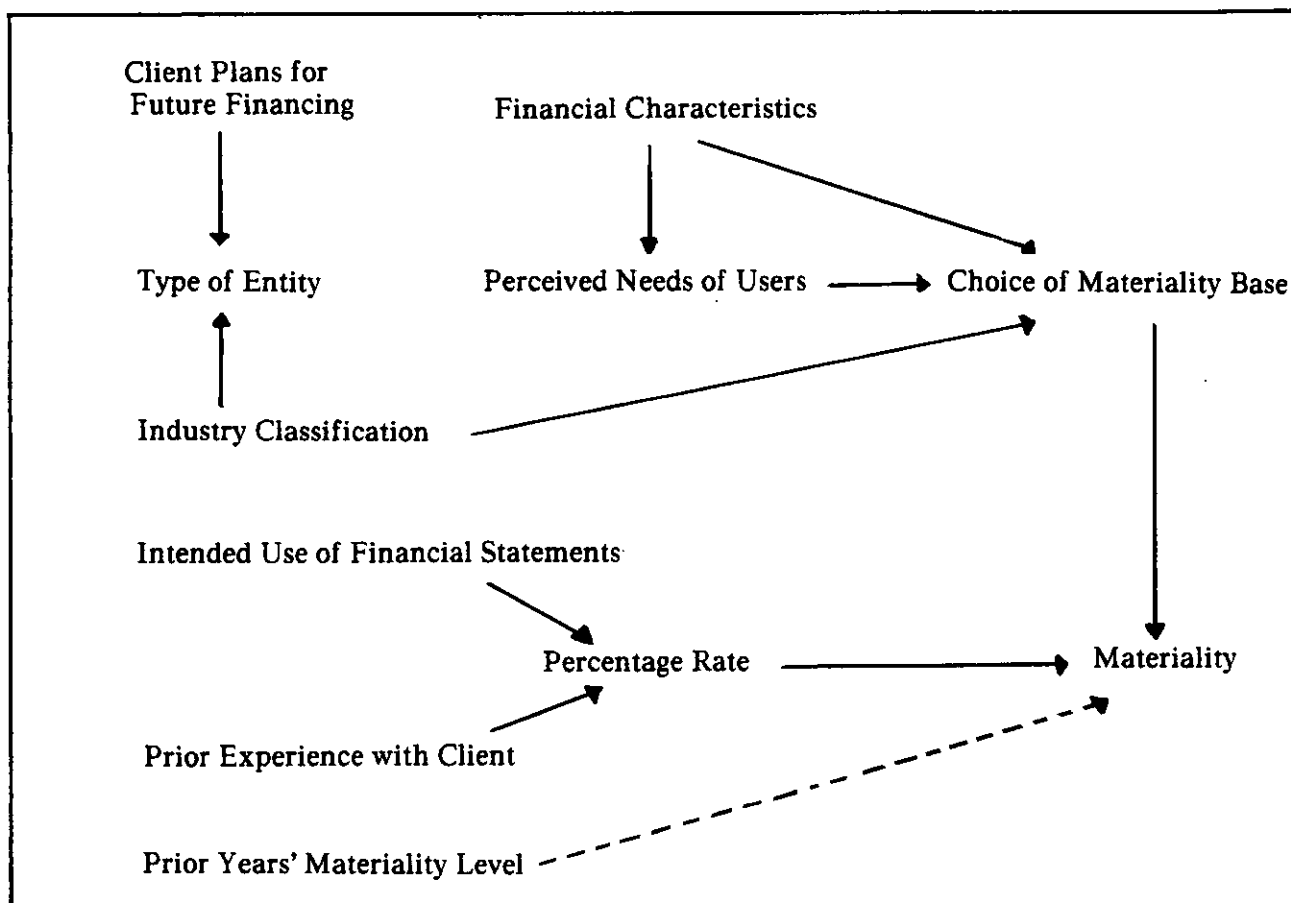 Client Plans for
Future Financing
Financial Characteristics
Type of Entity
Perceived Needs of Users
Choice of Materiality Base
Industry Classification
Intended Use of Financial Statements
Percentage Rate
Materiality
Prior Experience with Client
Prior Years' Materiality Level